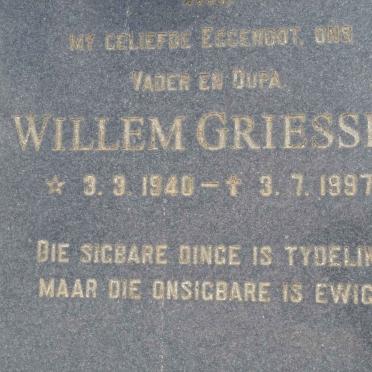 MY GELIEFDE EGGENOOT, ONS
VADER EN OUPA
WILLEM GRIESS
☆ 3.3.1940 – ✝ 3.7.1997
DIE SIGBARE DINGE IS TYDELIK
MAAR DIE ONSIGBARE IS EWIG